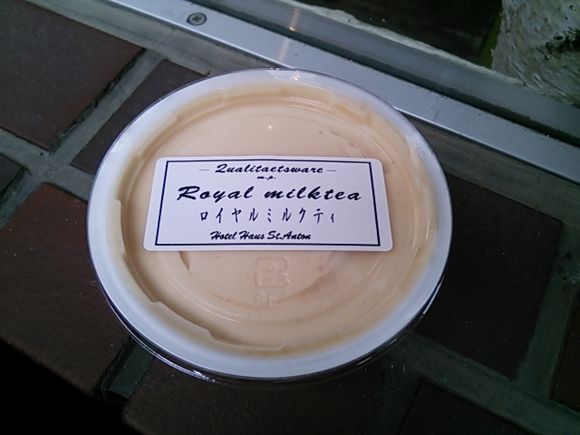 Qualitaetsware
m.p.
Royal milktea
ロイヤルミルクティ
Hotel Haus St.Anton